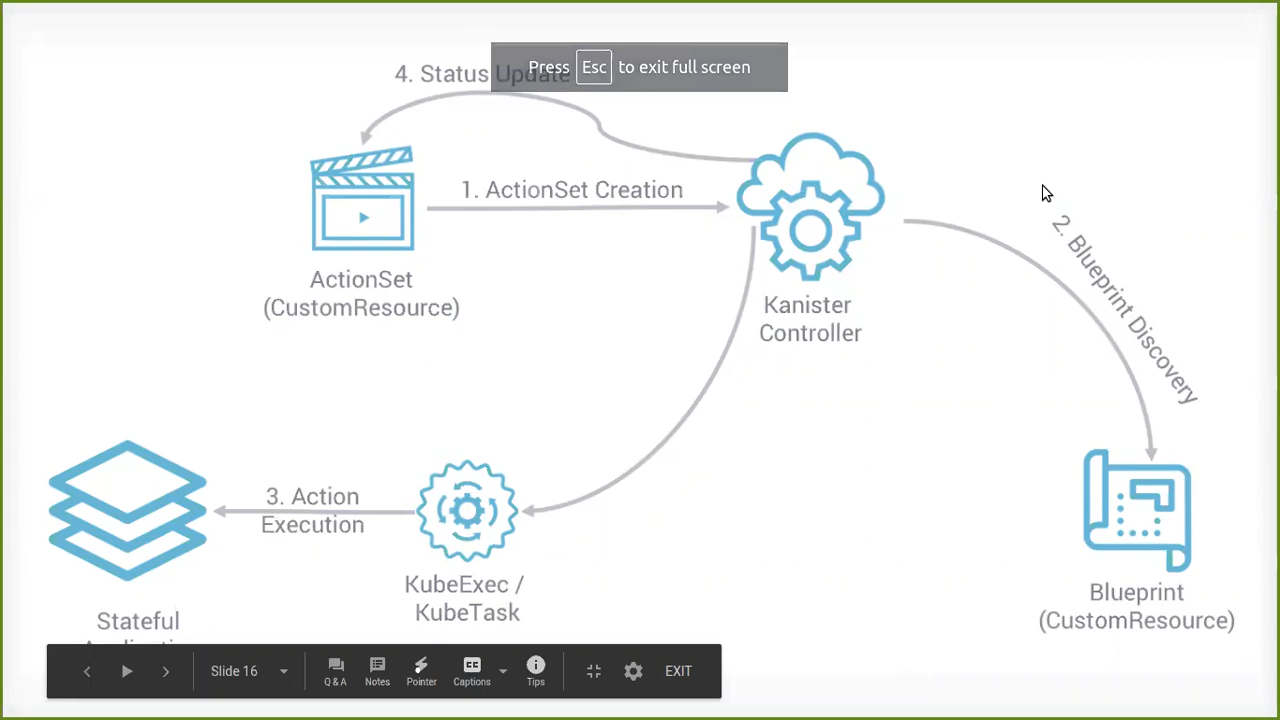 Press Esc to exit full screen
4. Status Update
1. ActionSet Creation
2. Blueprint Discovery
ActionSet
(CustomResource)
Kanister
Controller
3. Action
Execution
KubeExec /
KubeTask
Blueprint
(CustomResource)
Stateful
Slide 16
Q & A
Notes
Pointer
CC
Captions
Tips
EXIT